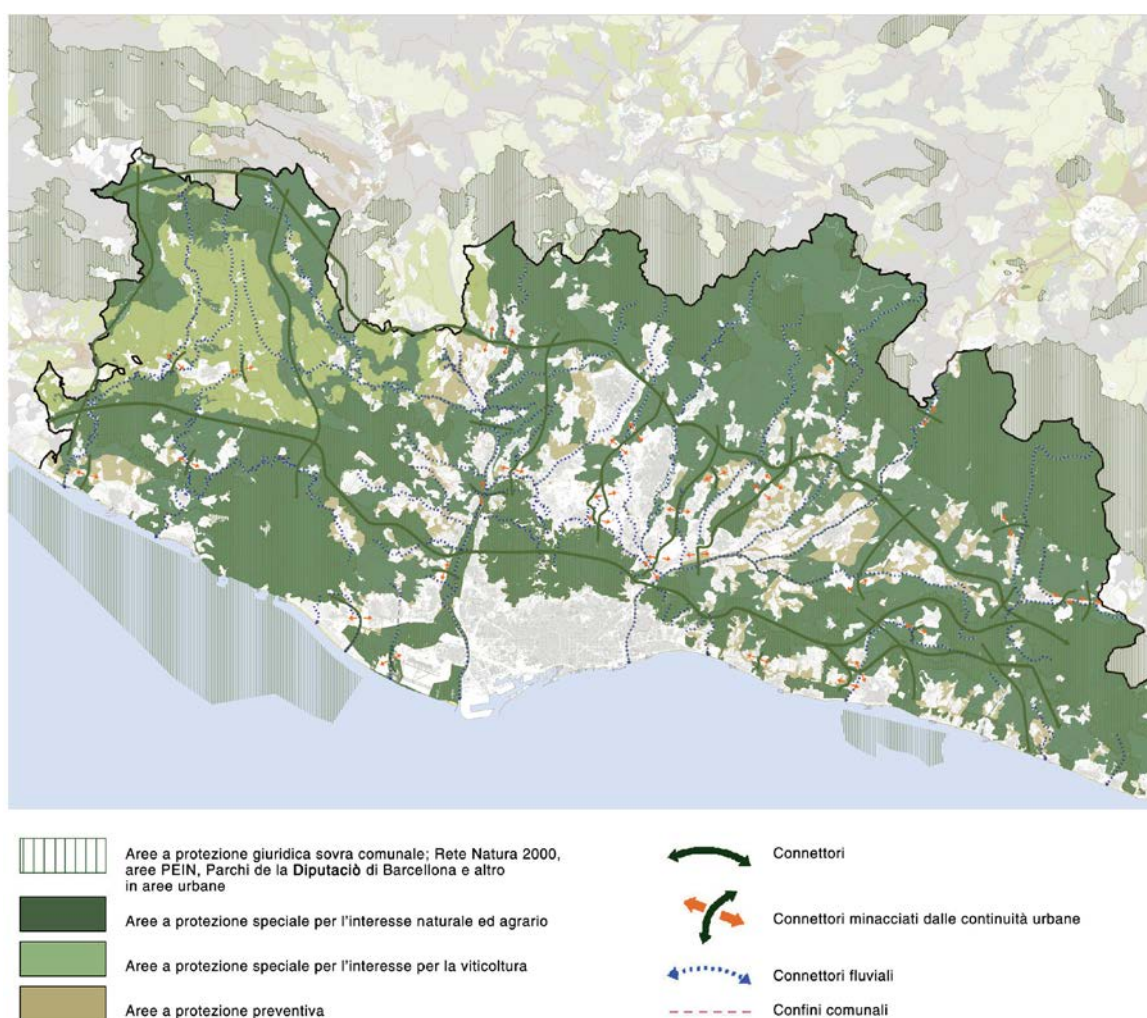 Aree a protezione giuridica sovra comunale; Rete Natura 2000,
aree PEIN, Parchi de la Diputaciò di Barcellona e altro
in aree urbane
Aree a protezione speciale per l'interesse naturale ed agrario
Aree a protezione speciale per l'interesse per la viticoltura
Aree a protezione preventiva
Connettori
Connettori minacciati dalle continuità urbane
Connettori fluviali
Confini comunali